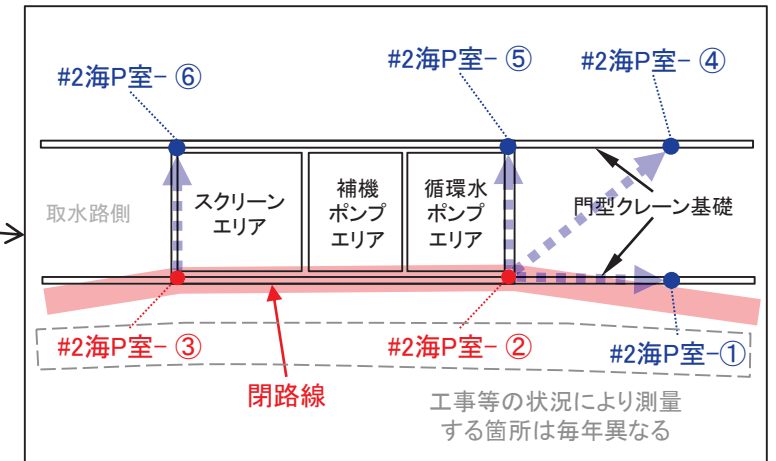 #2海P室- ⑥
#2海P室- ⑤
#2海P室- ④
取水路側
スクリーン
エリア
補機
ポンプ
エリア
循環水
ポンプ
エリア
門型クレーン基礎
#2海P室- ③
#2海P室- ②
#2海P室-①
閉路線
工事等の状況により測量
する箇所は毎年異なる